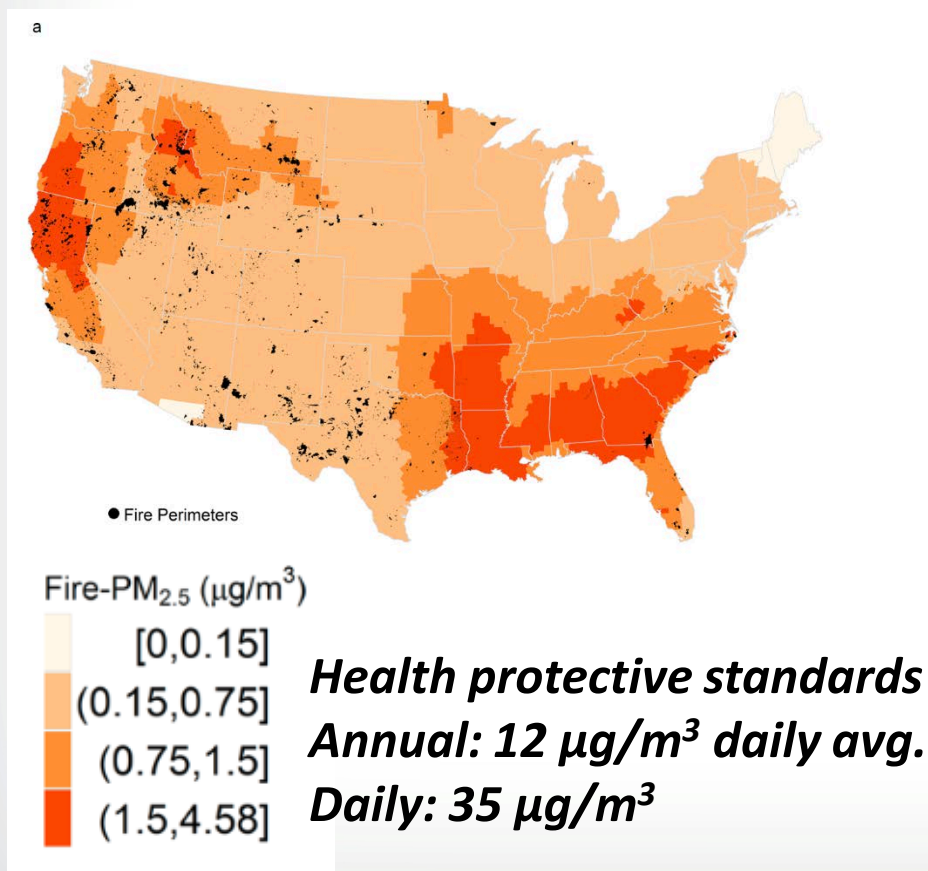 a
● Fire Perimeters
Fire-PM₂.₅ (μg/m³)
[0,0.15]
(0.15,0.75]
(0.75,1.5]
(1.5,4.58]
Health protective standards
Annual: 12 μg/m³ daily avg.
Daily: 35 μg/m³